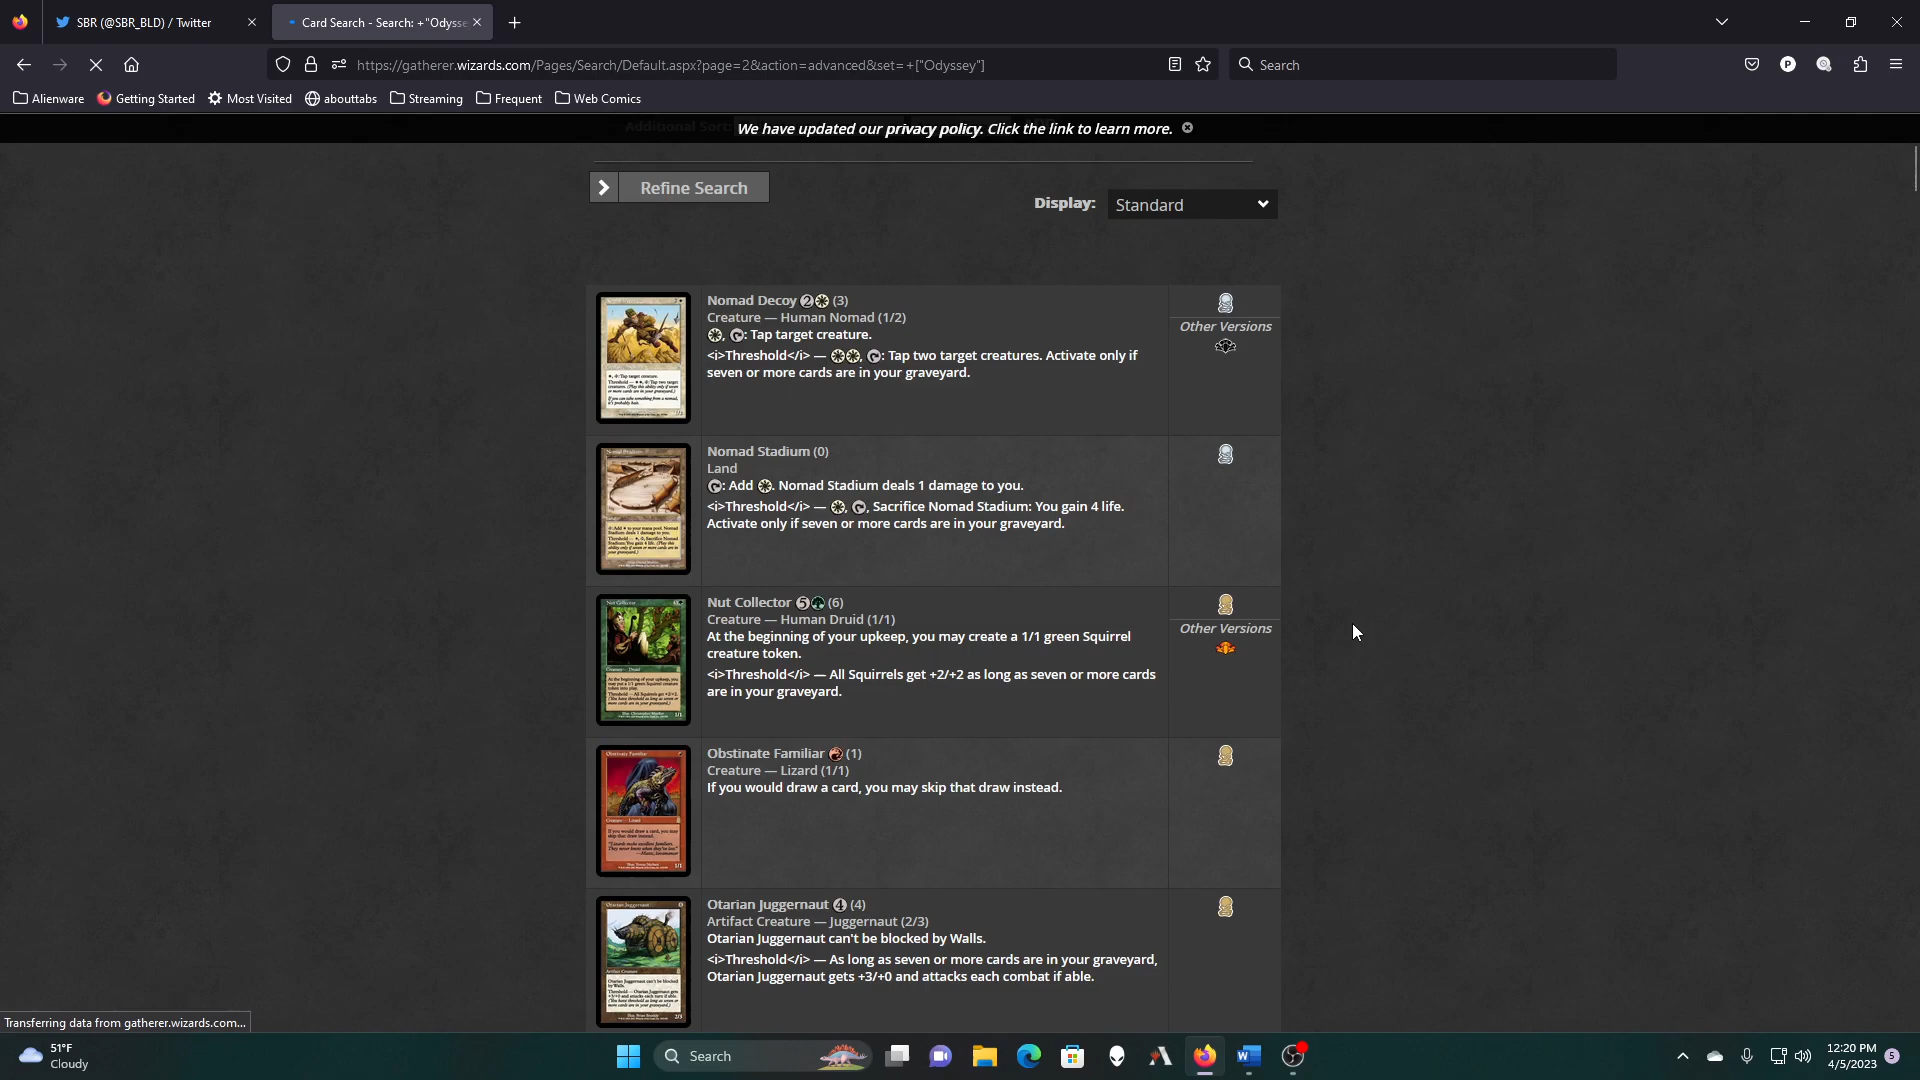 SBR (@SBR_BLD) / Twitter
Card Search - Search: +"Odysse
https://gatherer.wizards.com/Pages/Search/Default.aspx?page=2&action=advanced&set=+["Odyssey"]
Search
Alienware
Getting Started
Most Visited
abouttabs
Streaming
Frequent
Web Comics
Additional Sort:
We have updated our privacy policy. Click the link to learn more.
Refine Search
Display:
Standard
Nomad Decoy 2 (3)
Creature — Human Nomad (1/2)
, : Tap target creature.
<i>Threshold</i> — , : Tap two target creatures. Activate only if
seven or more cards are in your graveyard.
Other Versions
Nomad Stadium (0)
Land
: Add . Nomad Stadium deals 1 damage to you.
<i>Threshold</i> — , , Sacrifice Nomad Stadium: You gain 4 life.
Activate only if seven or more cards are in your graveyard.
Nut Collector 5 (6)
Creature — Human Druid (1/1)
At the beginning of your upkeep, you may create a 1/1 green Squirrel
creature token.
<i>Threshold</i> — All Squirrels get +2/+2 as long as seven or more cards
are in your graveyard.
Other Versions
Obstinate Familiar (1)
Creature — Lizard (1/1)
If you would draw a card, you may skip that draw instead.
Otarian Juggernaut 4 (4)
Artifact Creature — Juggernaut (2/3)
Otarian Juggernaut can't be blocked by Walls.
<i>Threshold</i> — As long as seven or more cards are in your graveyard,
Otarian Juggernaut gets +3/+0 and attacks each combat if able.
Transferring data from gatherer.wizards.com...
51°F
Cloudy
Search
12:20 PM
4/5/2023
5